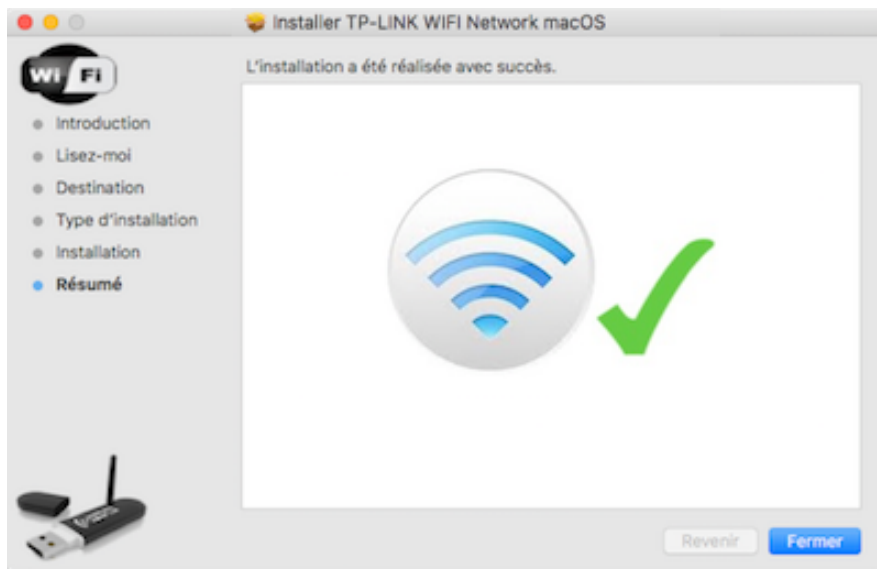 Installer TP-LINK WIFI Network macOS
Wi Fi
L'installation a été réalisée avec succès.
Introduction
Lisez-moi
Destination
Type d'installation
Installation
Résumé
Revenir
Fermer